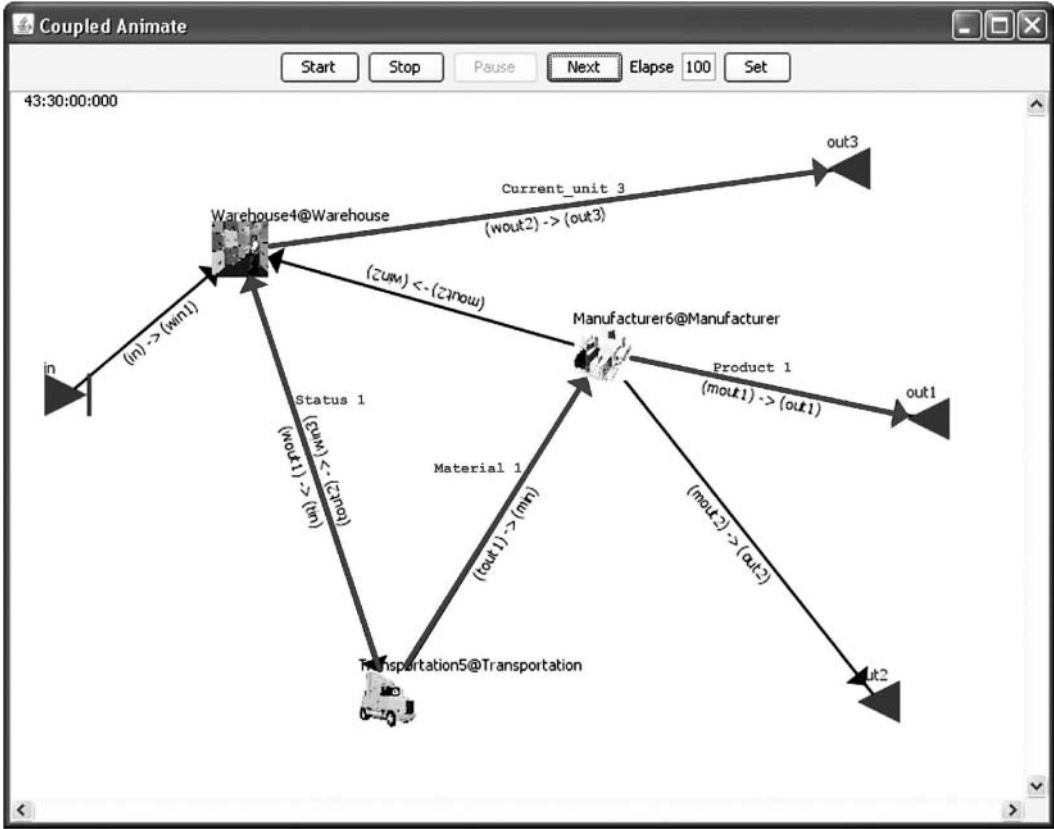 Coupled Animate
Start Stop Pause Next Elapse 100 Set
43:30:00:000
out3
Current_unit 3
(wout2) -> (out3)
Warehouse4@Warehouse
(mout2) -> (win2)
(in) -> (win1)
Manufacturer6@Manufacturer
in
Product 1
(mout1) -> (out1)
out1
Status 1
(wout1) -> (tin)
(tout2) -> (win3)
Material 1
(tout1) -> (min)
(mout2) -> (out2)
Transportation5@Transportation
ut2